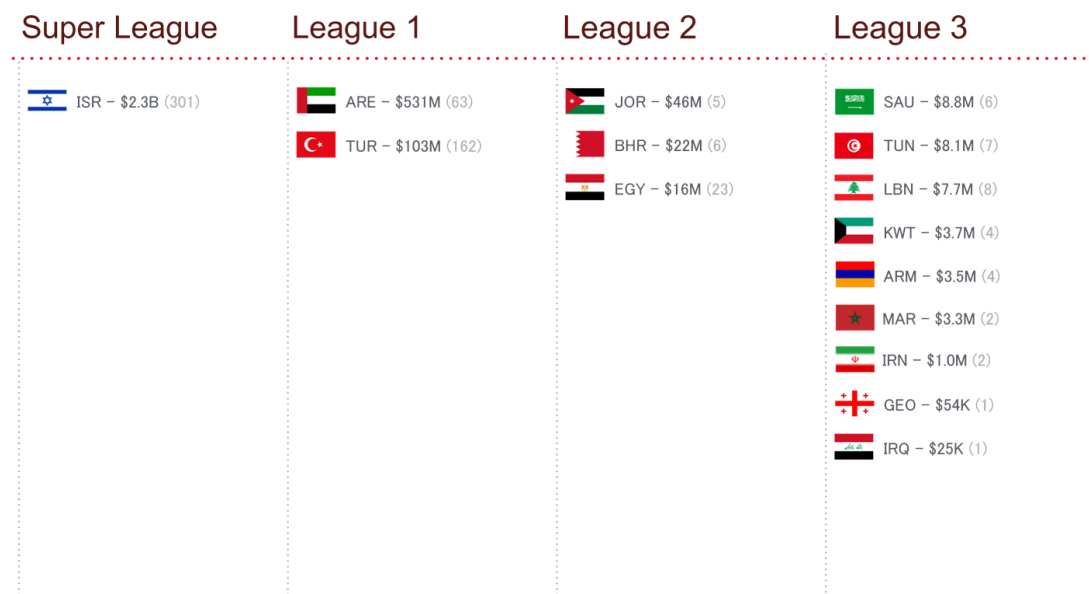 Super League
ISR – $2.3B (301)
League 1
ARE – $531M (63)
TUR – $103M (162)
League 2
JOR – $46M (5)
BHR – $22M (6)
EGY – $16M (23)
League 3
SAU – $8.8M (6)
TUN – $8.1M (7)
LBN – $7.7M (8)
KWT – $3.7M (4)
ARM – $3.5M (4)
MAR – $3.3M (2)
IRN – $1.0M (2)
GEO – $54K (1)
IRQ – $25K (1)